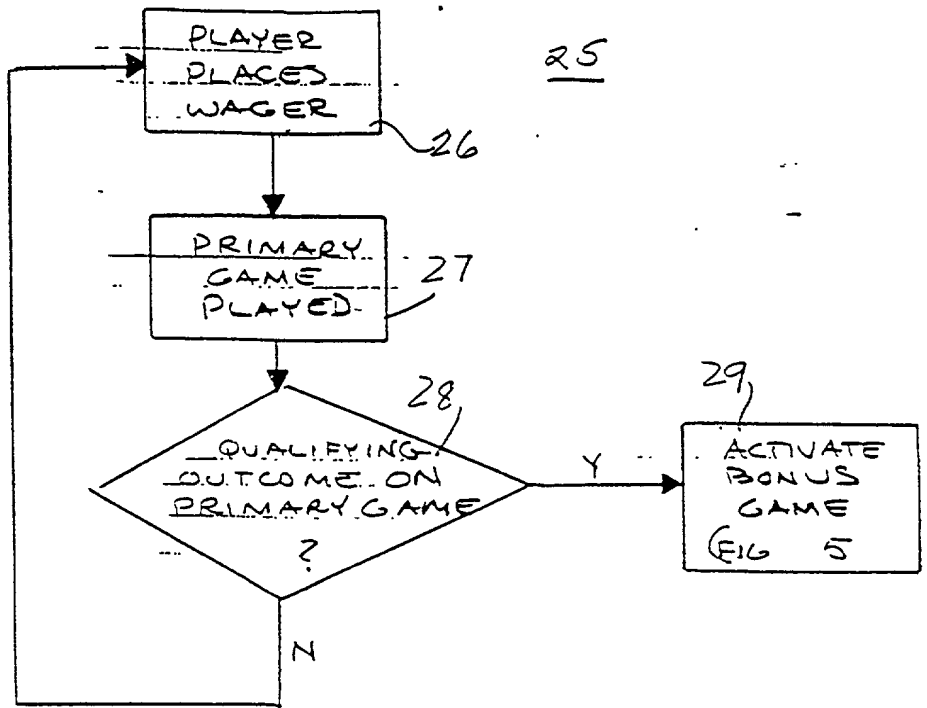 PLAYER
PLACES
WAGER
25
26
PRIMARY
GAME
PLAYED
27
28
QUALIFYING
OUTCOME ON
PRIMARY GAME
?
Y
N
29
ACTIVATE
BONUS
GAME
(FIG 5